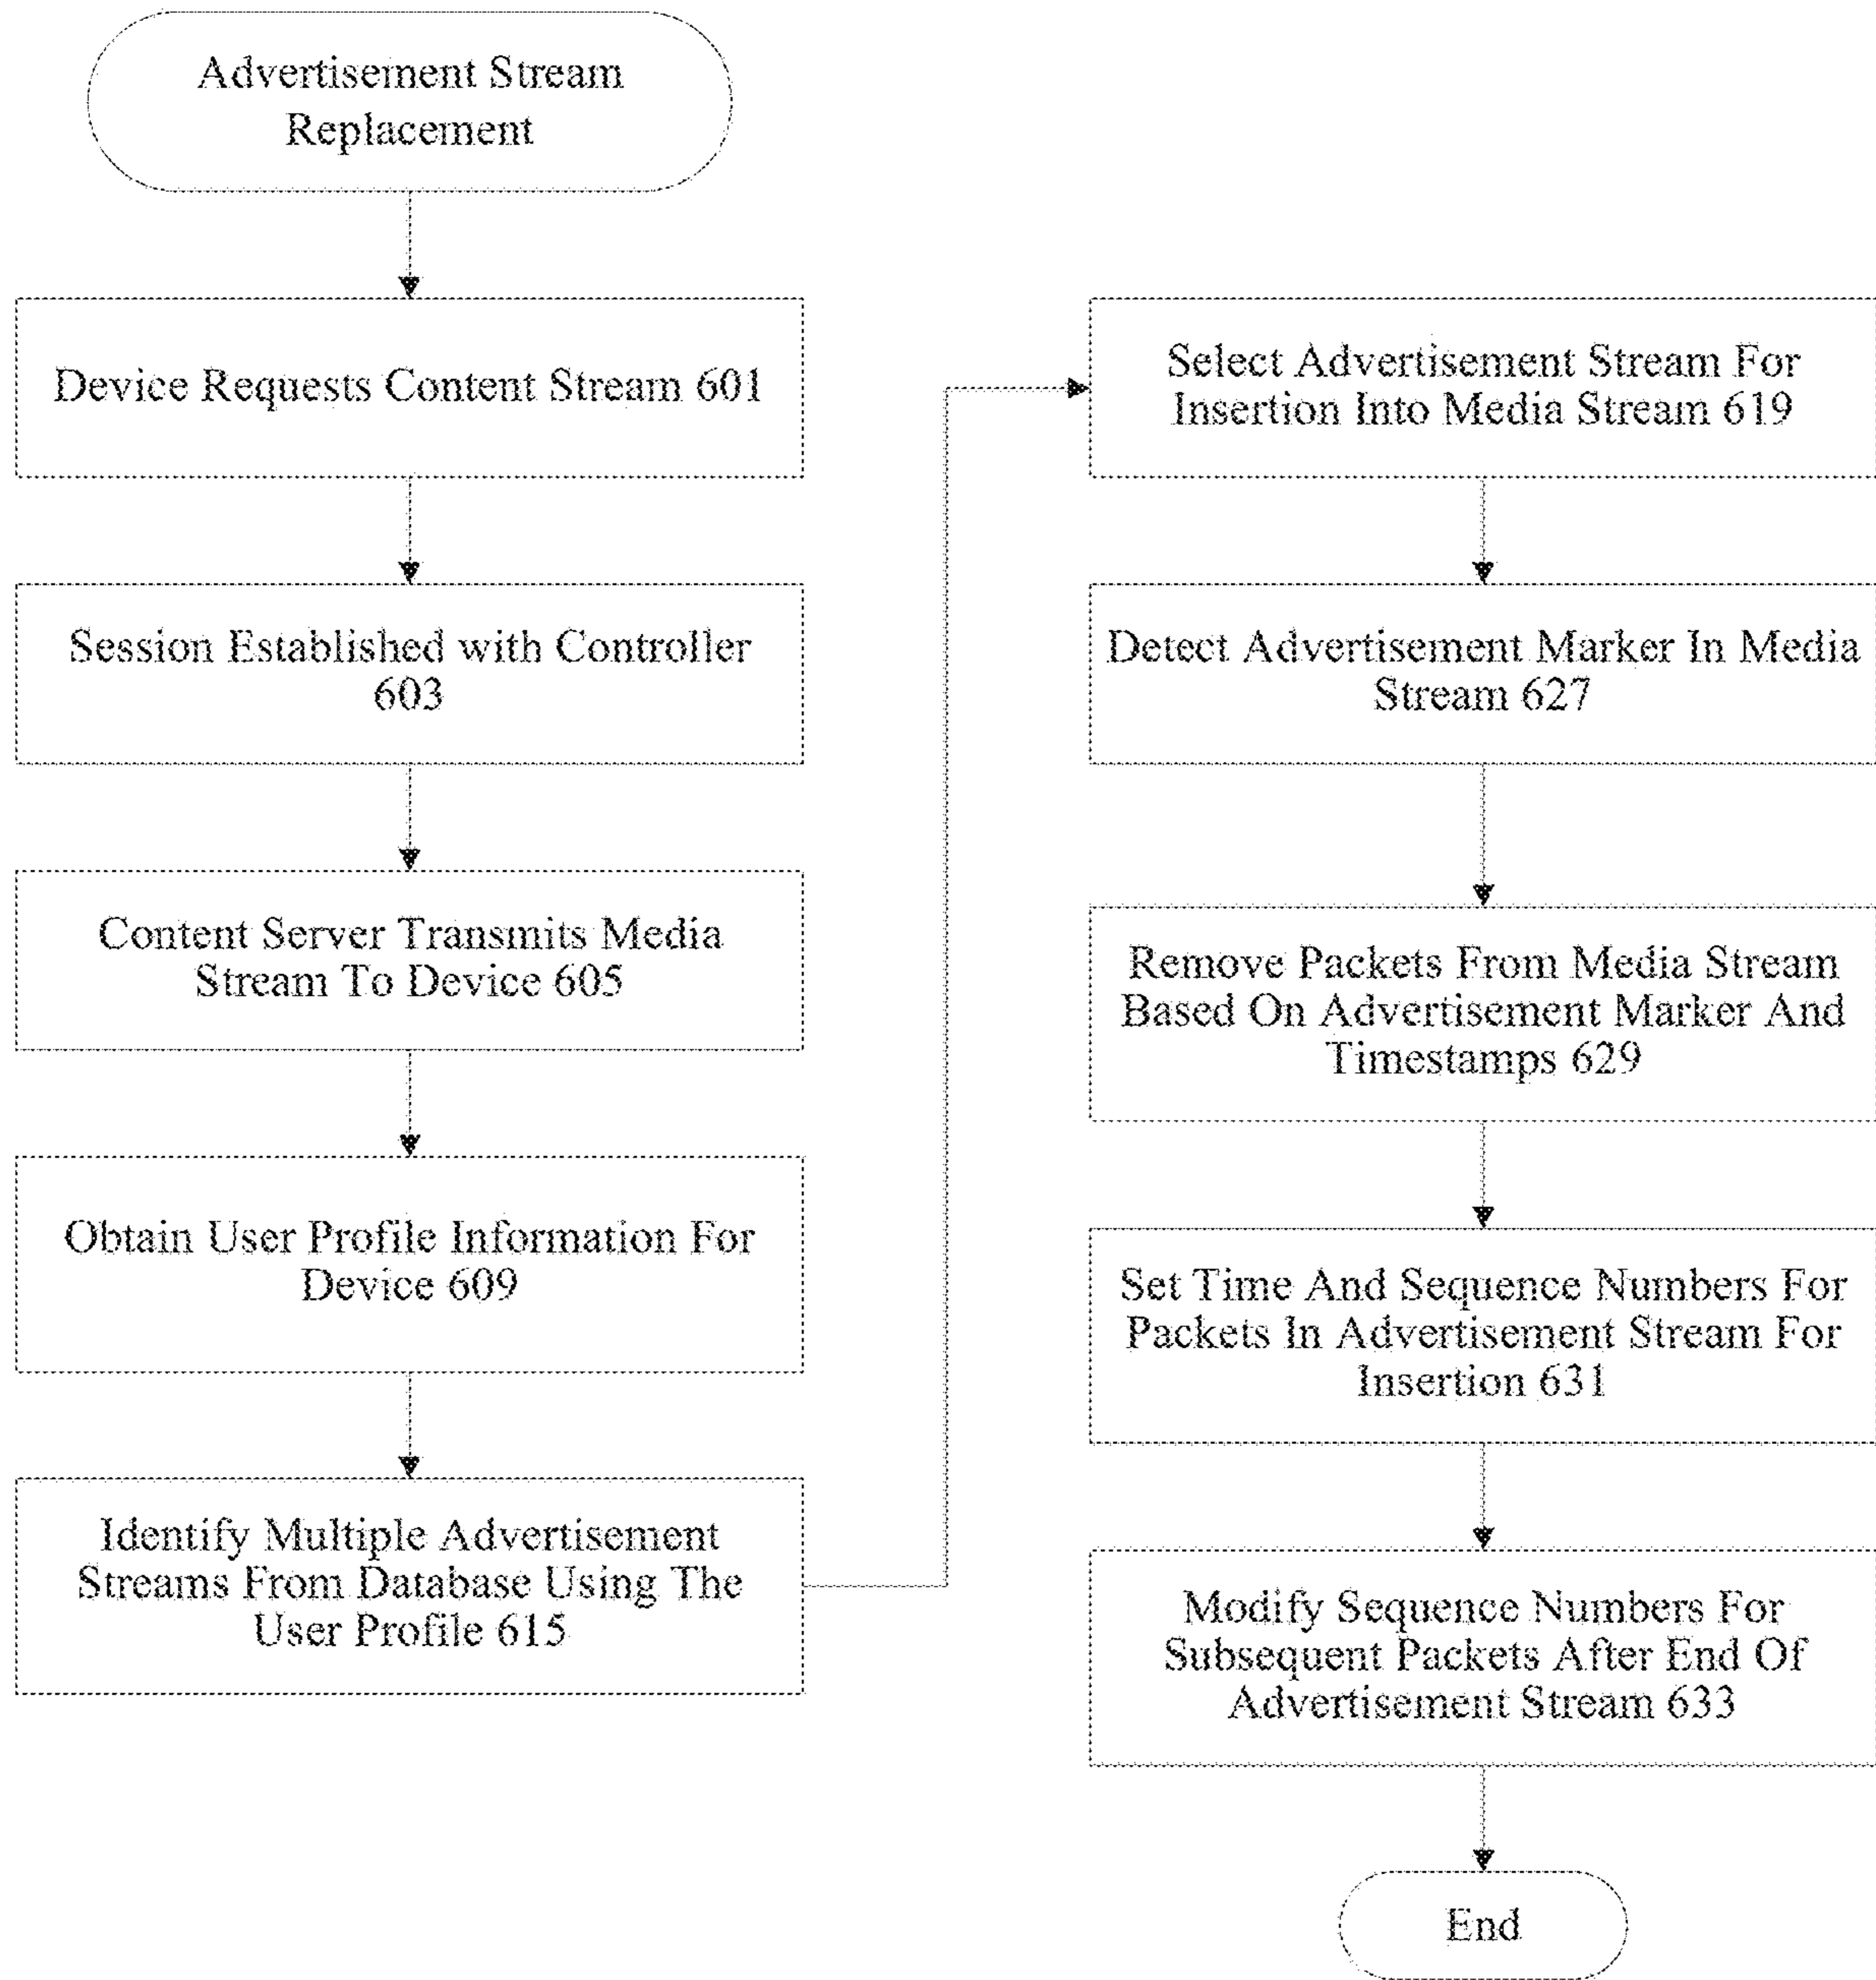 Advertisement Stream
Replacement
Device Requests Content Stream 601
Session Established with Controller
603
Content Server Transmits Media
Stream To Device 605
Obtain User Profile Information For
Device 609
Identify Multiple Advertisement
Streams From Database Using The
User Profile 615
Select Advertisement Stream For
Insertion Into Media Stream 619
Detect Advertisement Marker In Media
Stream 627
Remove Packets From Media Stream
Based On Advertisement Marker And
Timestamps 629
Set Time And Sequence Numbers For
Packets In Advertisement Stream For
Insertion 631
Modify Sequence Numbers For
Subsequent Packets After End Of
Advertisement Stream 633
End